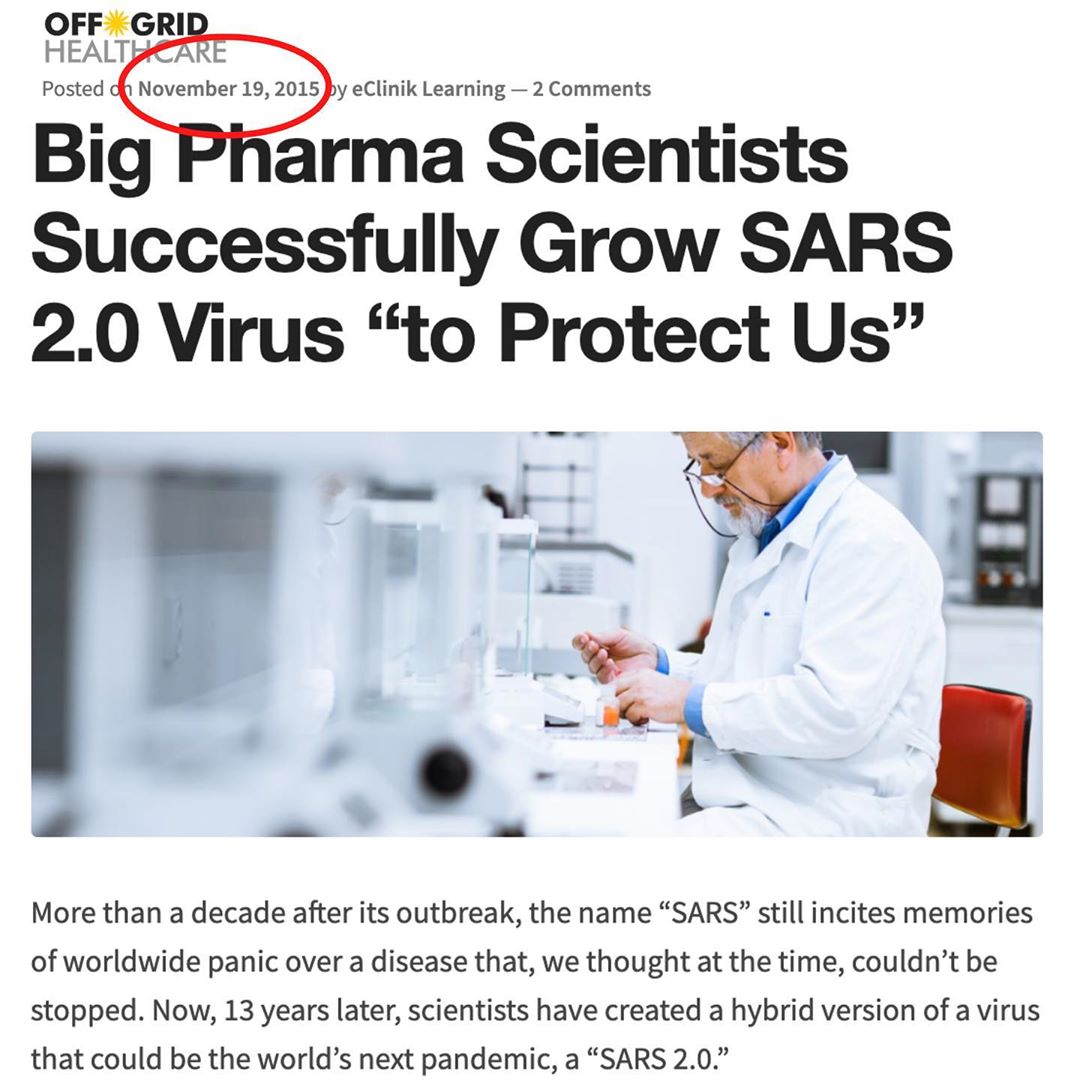 OFF GRID
HEALTHCARE
Posted on November 19, 2015 by eClinik Learning — 2 Comments
Big Pharma Scientists
Successfully Grow SARS
2.0 Virus “to Protect Us”
More than a decade after its outbreak, the name “SARS” still incites memories
of worldwide panic over a disease that, we thought at the time, couldn’t be
stopped. Now, 13 years later, scientists have created a hybrid version of a virus
that could be the world’s next pandemic, a “SARS 2.0.”